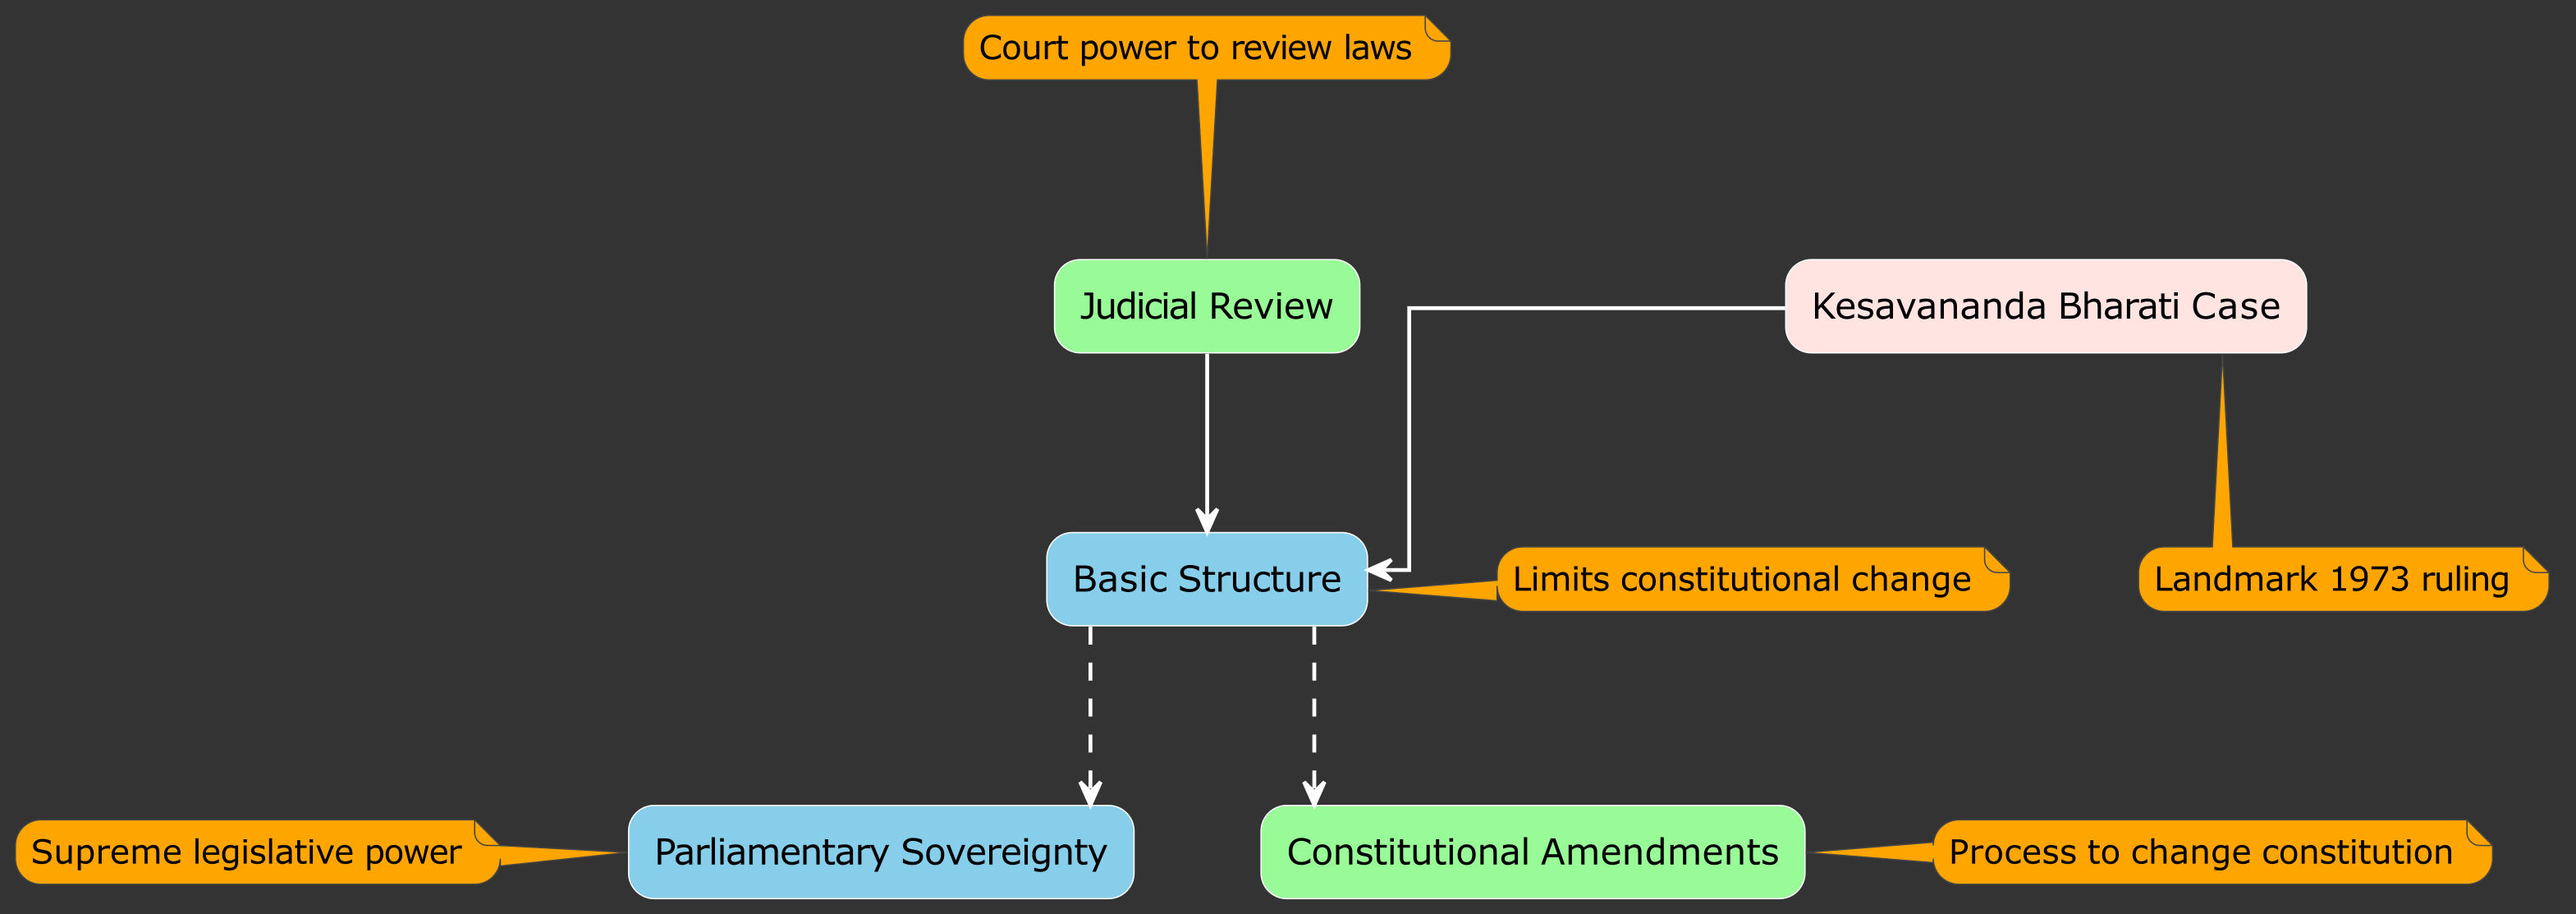 Court power to review laws
Judicial Review
Kesavananda Bharati Case
Basic Structure
Limits constitutional change
Landmark 1973 ruling
Supreme legislative power
Parliamentary Sovereignty
Constitutional Amendments
Process to change constitution